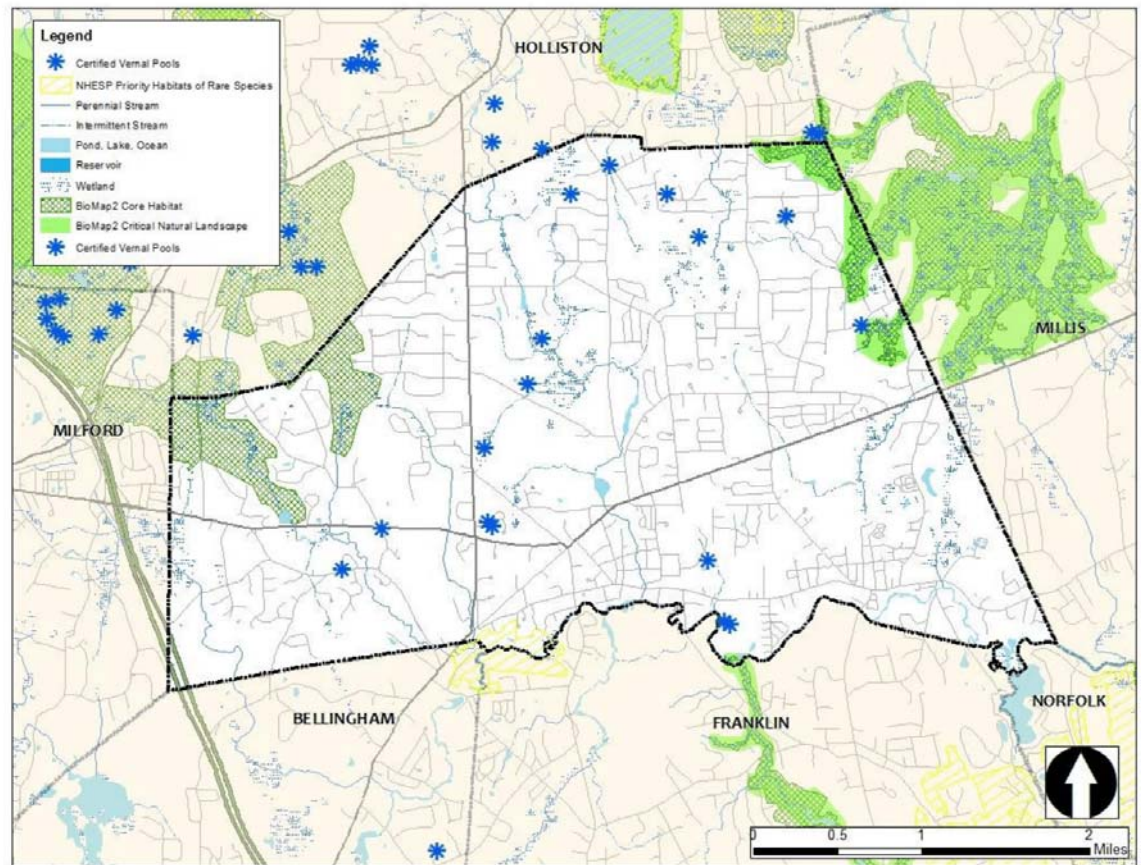 HOLLISTON
Legend
Certified Vernal Pools
NHESP Priority Habitats of Rare Species
Perennial Stream
Intermittent Stream
Pond, Lake, Ocean
Reservoir
Wetland
BioMap2 Core Habitat
BioMap2 Critical Natural Landscape
Certified Vernal Pools
MILLIS
MILFORD
NORFOLK
BELLINGHAM
FRANKLIN
0 0.5 1 2
Miles